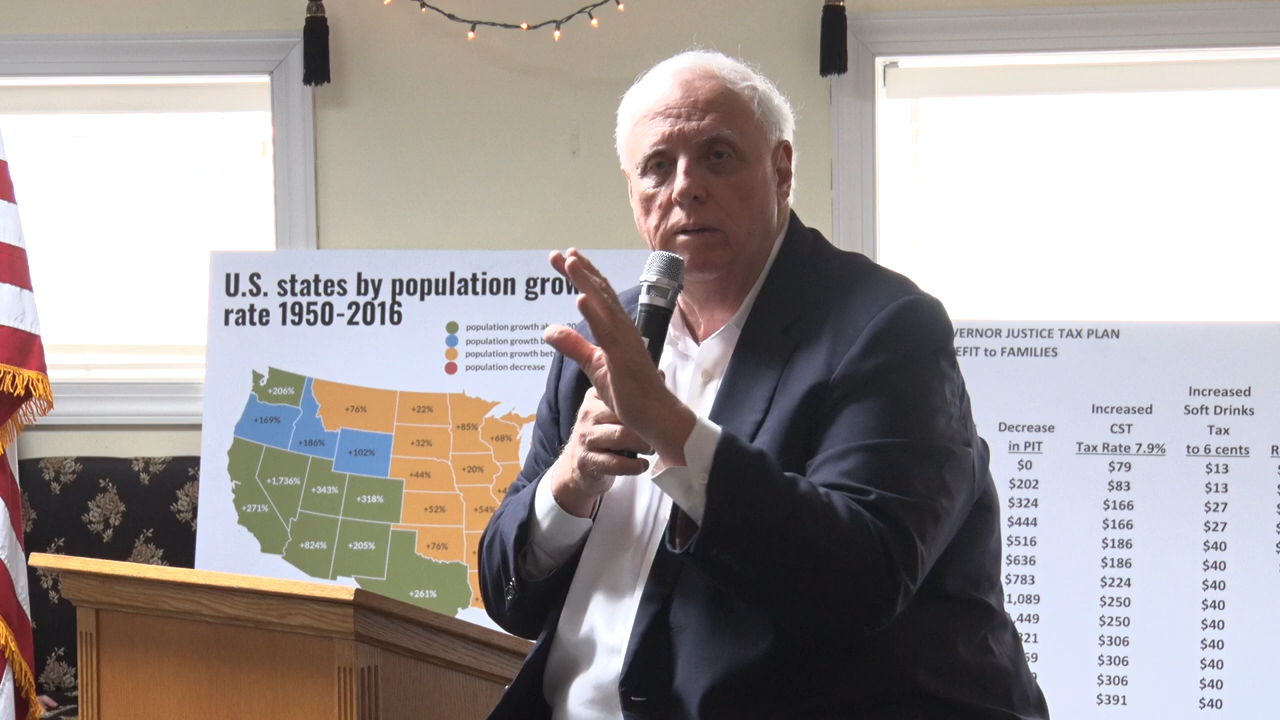 U.S. states by population grow
rate 1950-2016
population growth ab
population growth b
population growth bet
population decrease
+206%
+169%
+76%
+22%
+186%
+85%
+68%
+102%
+32%
+1,736%
+343%
+318%
+44%
+20%
+271%
+52%
+54%
+824%
+205%
+76%
+261%
VERNOR JUSTICE TAX PLAN
EFIT to FAMILIES
Decrease
in PIT
Increased
CST
Tax Rate 7.9%
Increased
Soft Drinks
Tax
to 6 cents
$0 $79 $13
$202 $83 $13
$324 $166 $27
$444 $166 $27
$516 $186 $40
$636 $186 $40
$783 $224 $40
1,089 $250 $40
,449 $250 $40
321 $306 $40
$306 $40
$306 $40
$391 $40